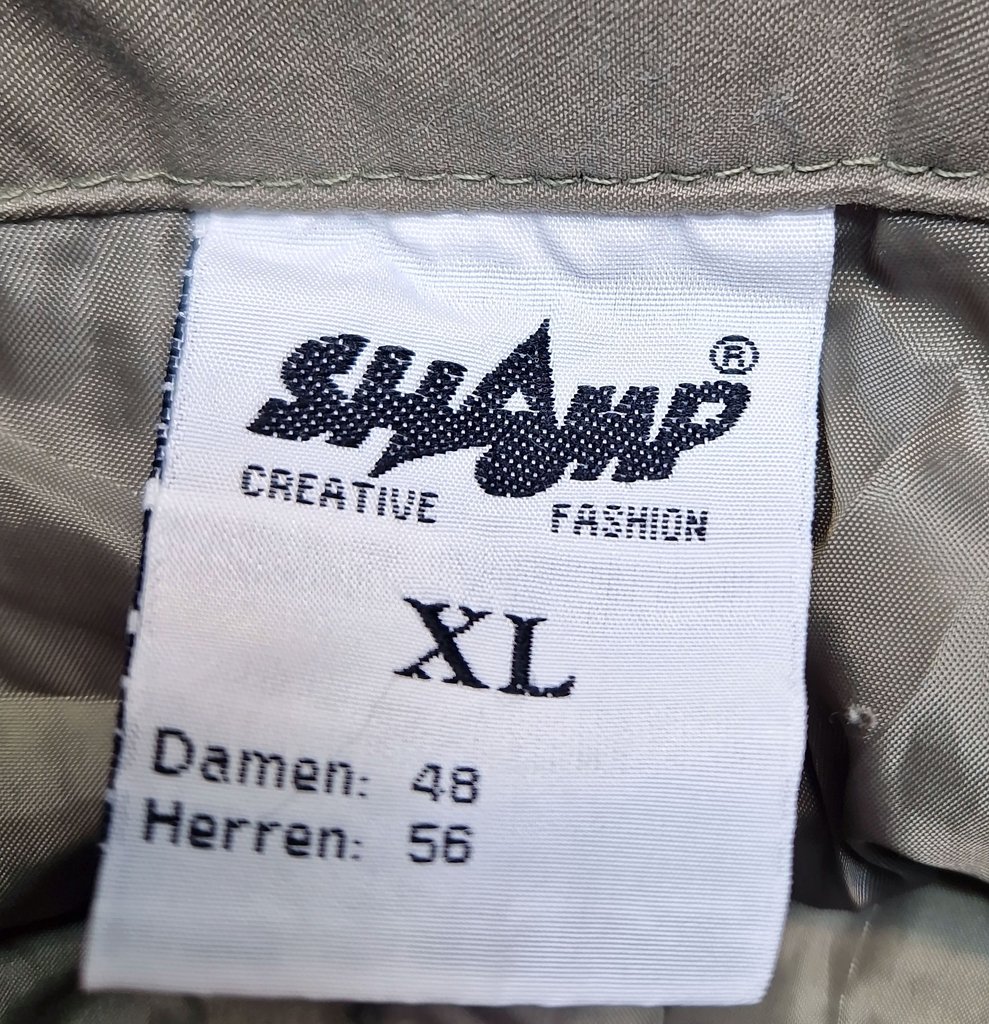 SHAMP®
CREATIVE FASHION
XL
Damen: 48
Herren: 56